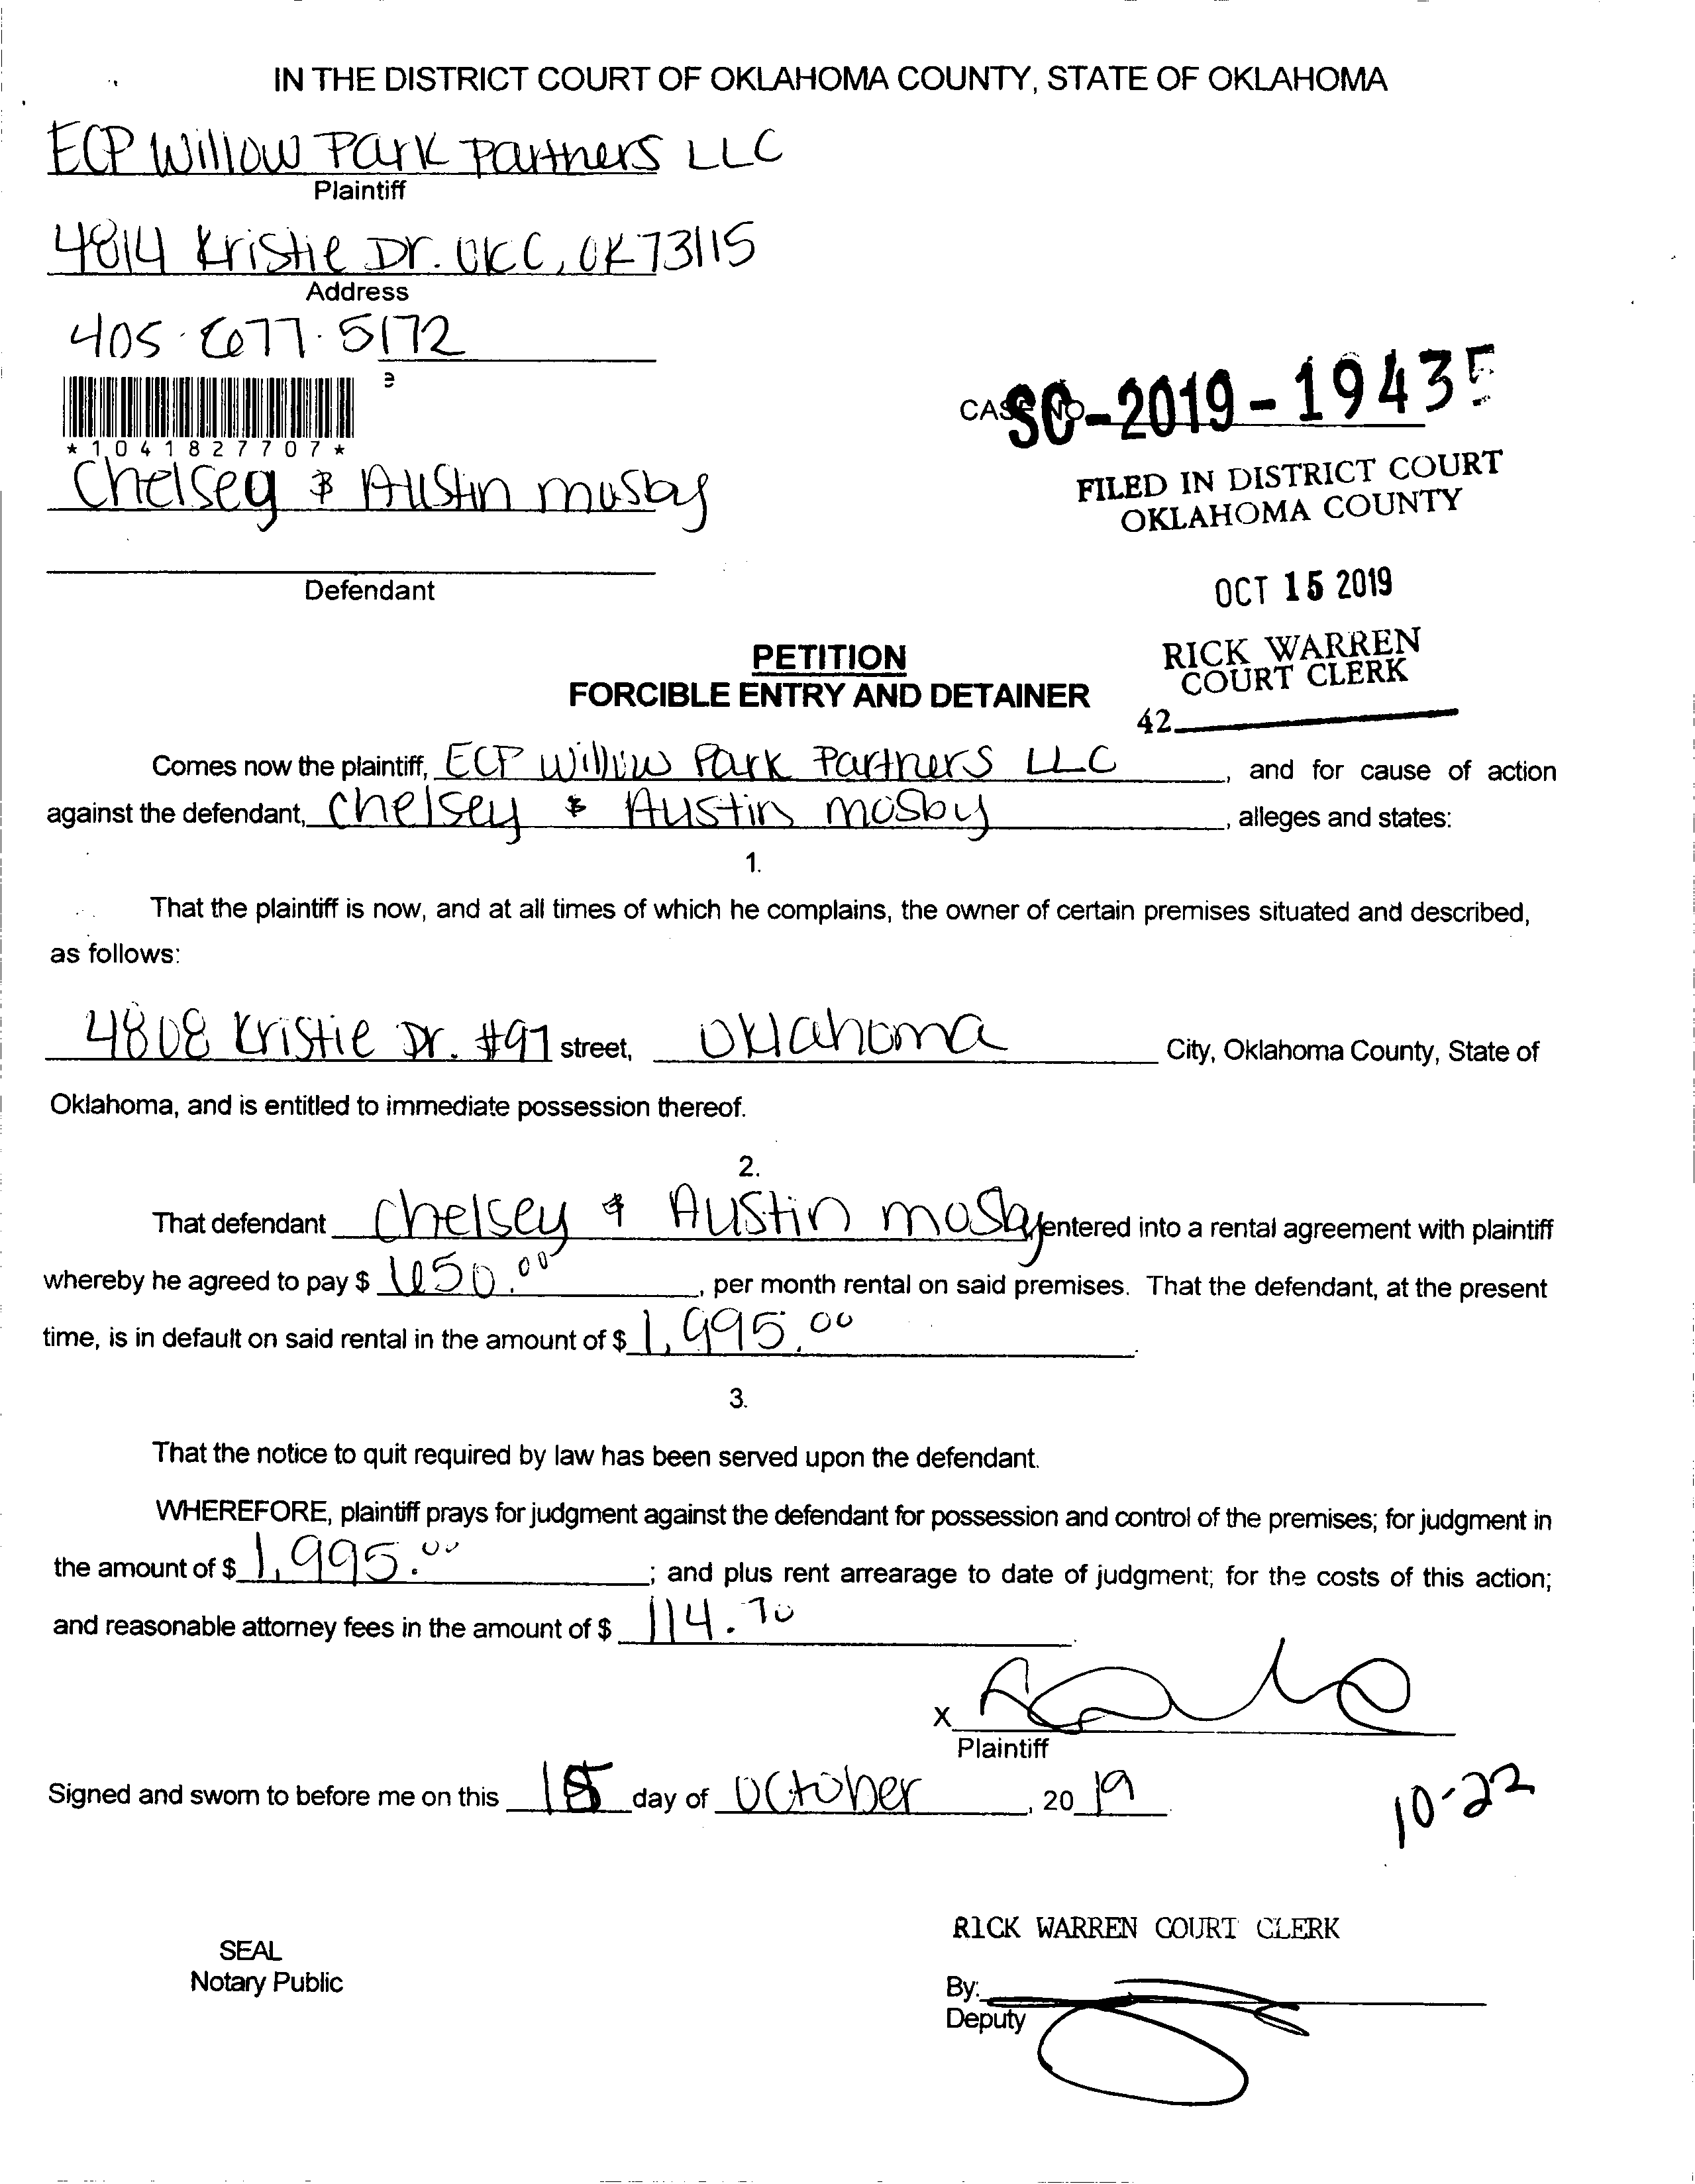 IN THE DISTRICT COURT OF OKLAHOMA COUNTY, STATE OF OKLAHOMA
ECP Willow Park Partners LLC
Plaintiff
4814 Kristie Dr. OKC, OK 73115
Address
405.677.5172
*1041827707*
CASE NO SC-2019-19435
Chelsey & Austin Mosby
FILED IN DISTRICT COURT
OKLAHOMA COUNTY
Defendant
OCT 15 2019
RICK WARREN
COURT CLERK
42
PETITION
FORCIBLE ENTRY AND DETAINER
Comes now the plaintiff, ECP Willow Park Partners LLC, and for cause of action
against the defendant, Chelsey & Austin Mosby, alleges and states:
1.
That the plaintiff is now, and at all times of which he complains, the owner of certain premises situated and described,
as follows:
4808 Kristie Dr. #97 street, Oklahoma City, Oklahoma County, State of
Oklahoma, and is entitled to immediate possession thereof.
2.
That defendant Chelsey & Austin Mosby entered into a rental agreement with plaintiff
whereby he agreed to pay $ 650.00, per month rental on said premises. That the defendant, at the present
time, is in default on said rental in the amount of $ 1,995.00.
3.
That the notice to quit required by law has been served upon the defendant.
WHEREFORE, plaintiff prays for judgment against the defendant for possession and control of the premises; for judgment in
the amount of $ 1,995.00; and plus rent arrearage to date of judgment; for the costs of this action;
and reasonable attorney fees in the amount of $ 114.70.
X
Plaintiff
Signed and sworn to before me on this 15 day of October, 2019
10-22
RICK WARREN COURT CLERK
SEAL
Notary Public
By:
Deputy